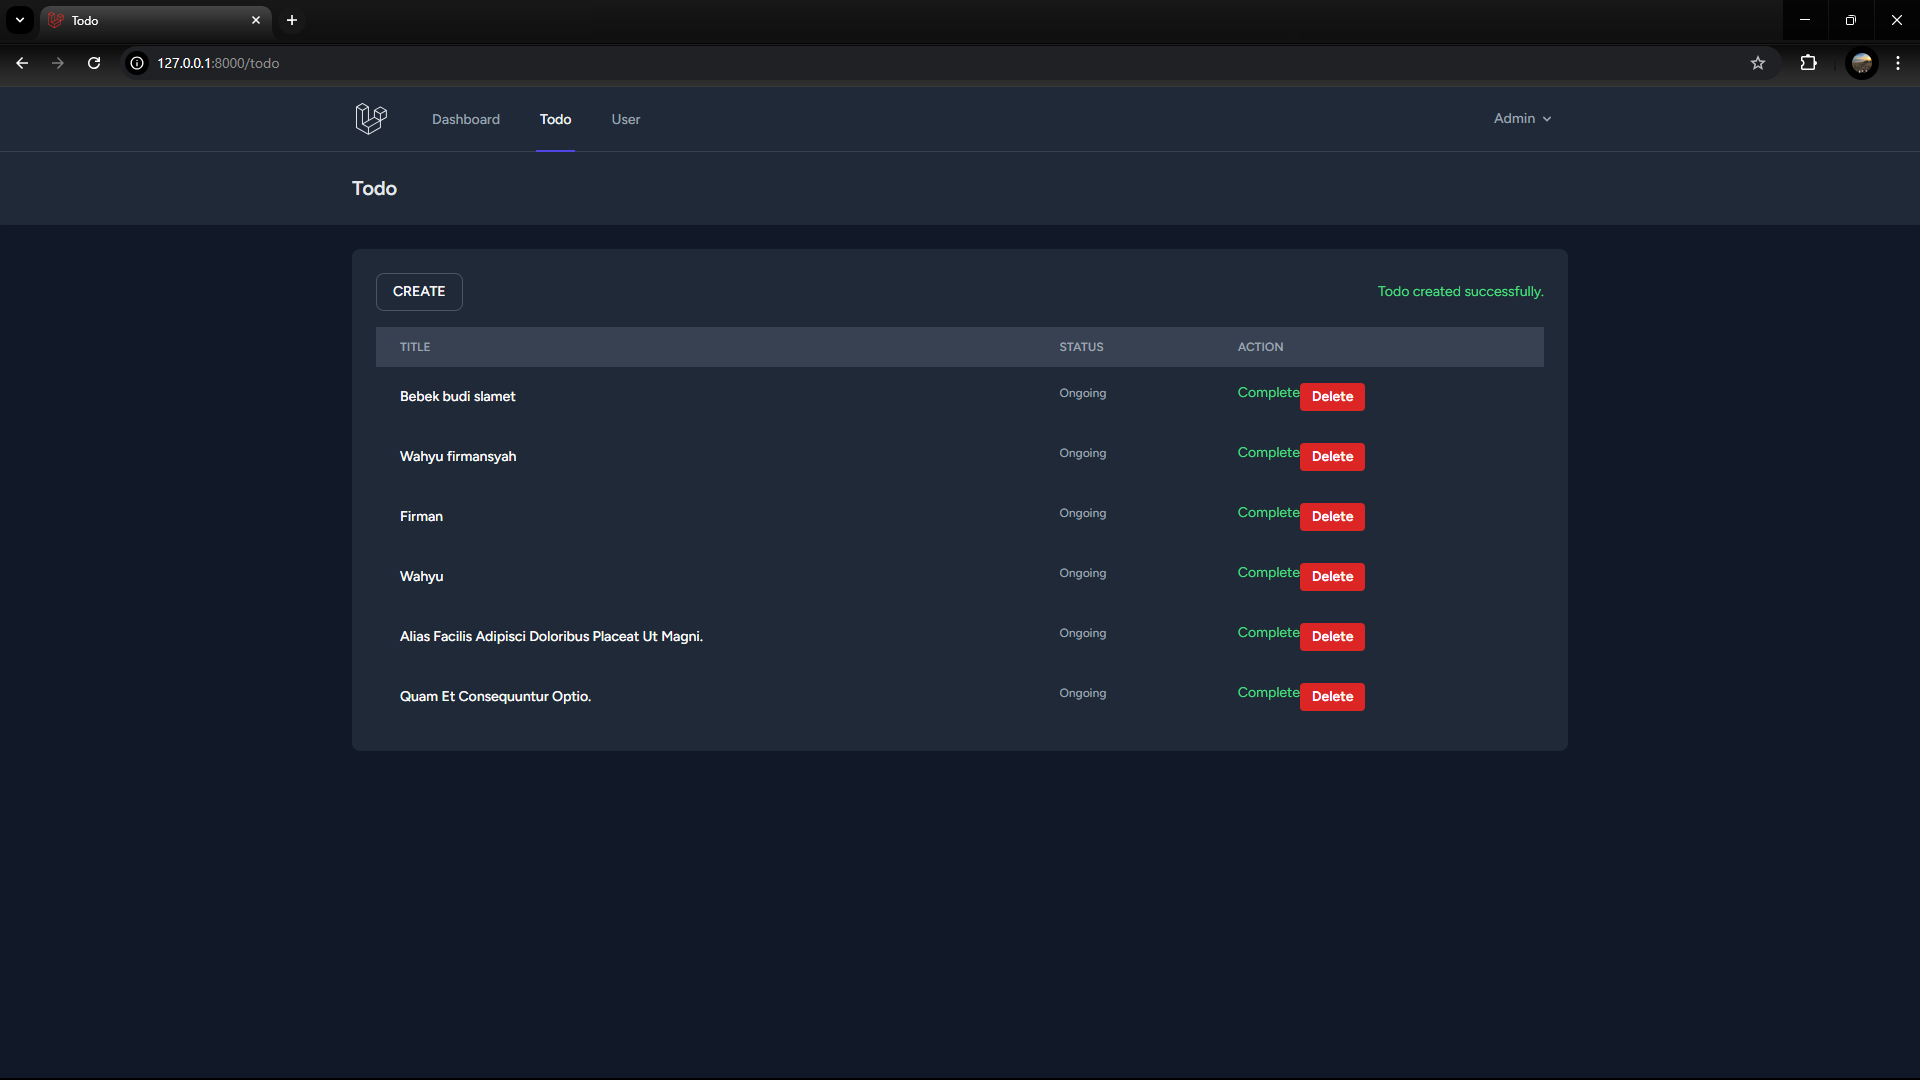 Todo
127.0.0.1:8000/todo
Dashboard Todo User Admin
Todo
CREATE Todo created successfully.
TITLE STATUS ACTION
Bebek budi slamet Ongoing Complete Delete
Wahyu firmansyah Ongoing Complete Delete
Firman Ongoing Complete Delete
Wahyu Ongoing Complete Delete
Alias Facilis Adipisci Doloribus Placeat Ut Magni. Ongoing Complete Delete
Quam Et Consequuntur Optio. Ongoing Complete Delete